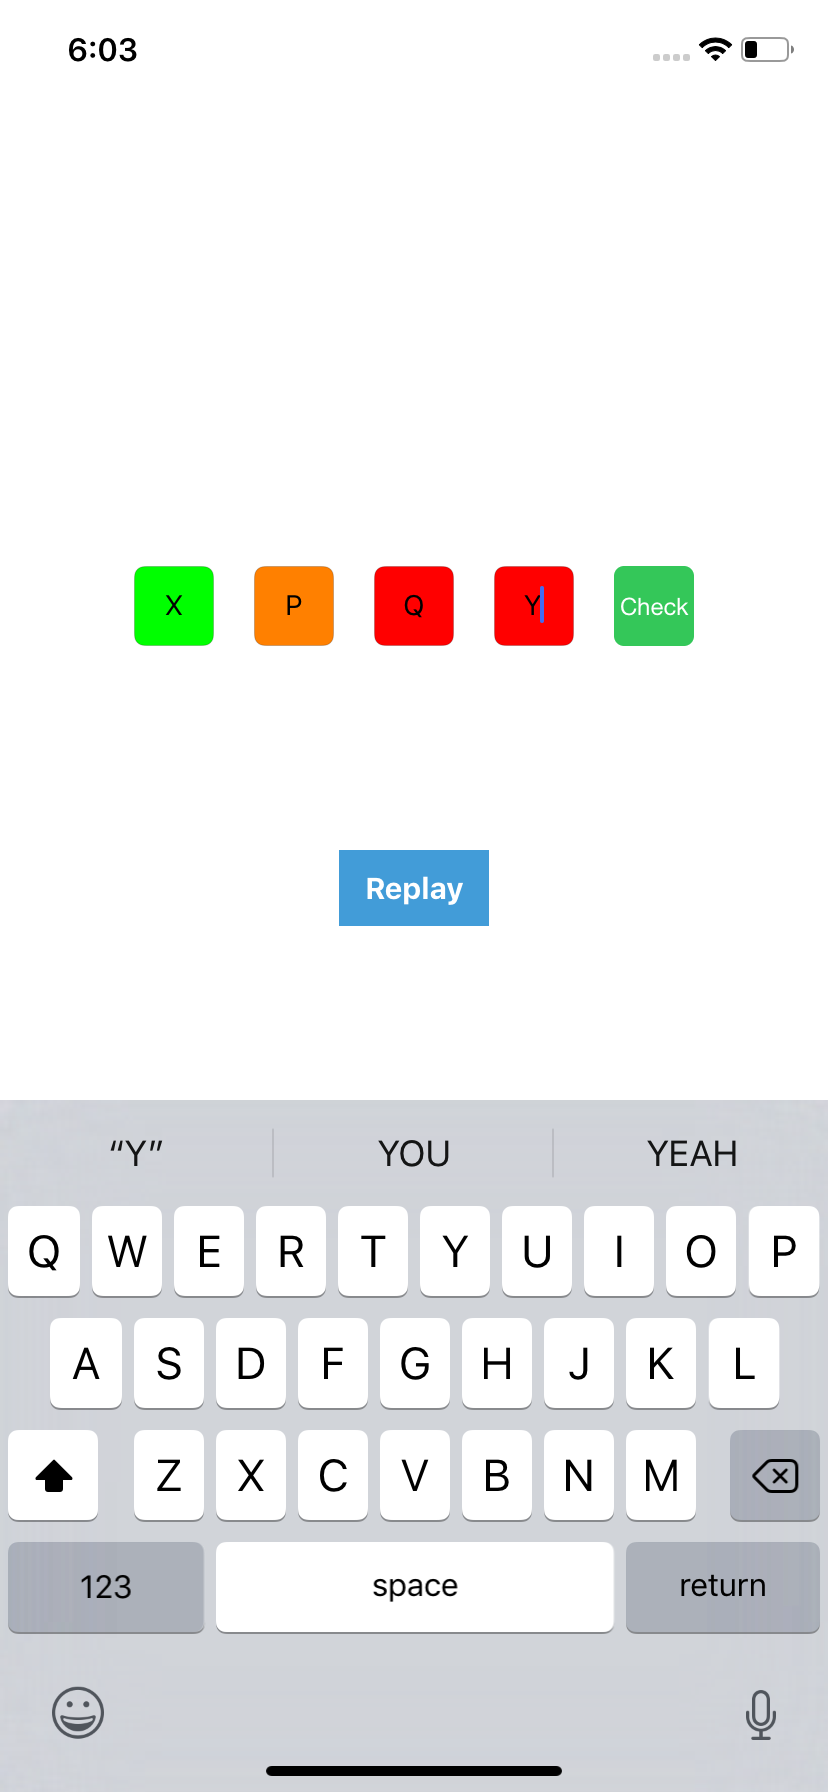 6:03
X P Q Y Check
Replay
“Y” YOU YEAH
Q W E R T Y U I O P
A S D F G H J K L
Z X C V B N M
123 space return